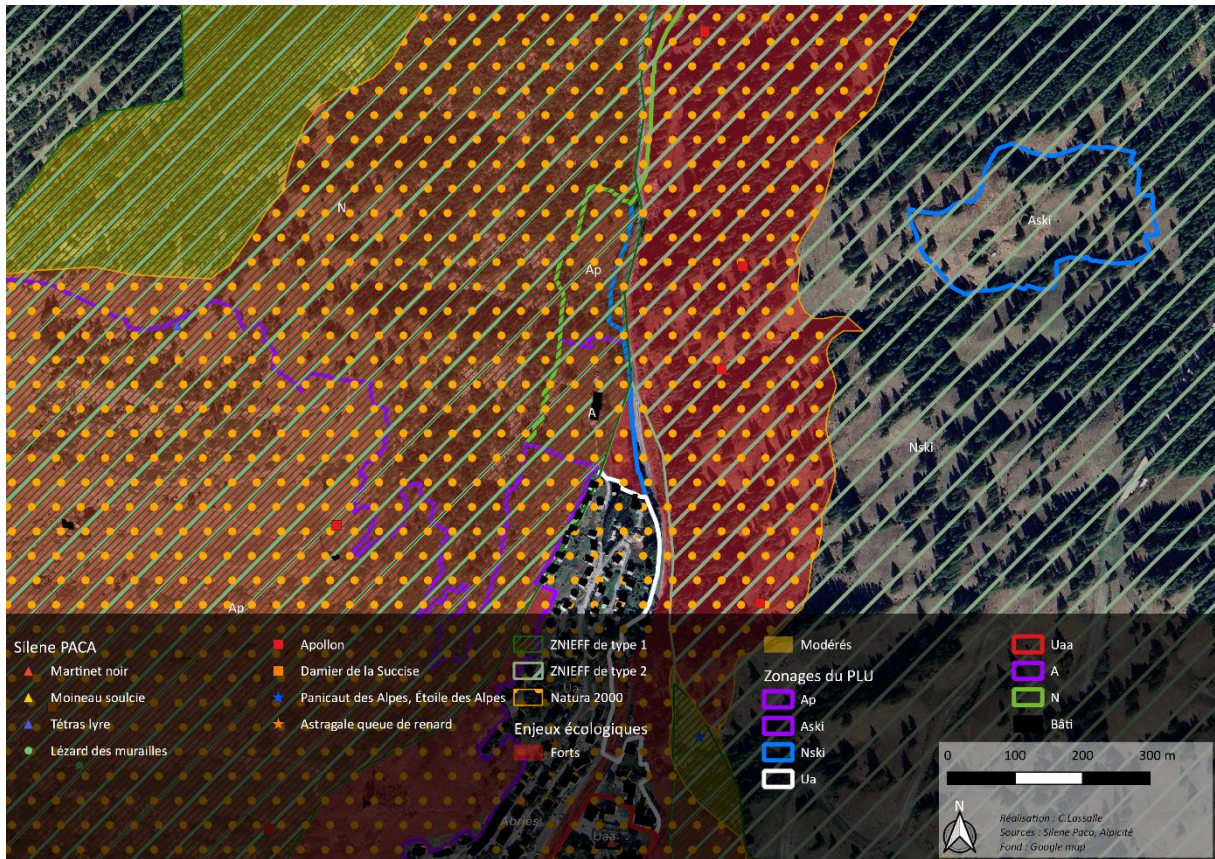 N
Aski
Ap
A
Nski
Ap
Silene PACA
Martinet noir
Moineau soulcie
Tétras lyre
Lézard des murailles
Apollon
Damier de la Succise
Panicaut des Alpes, Étoile des Alpes
Astragale queue de renard
ZNIEFF de type 1
ZNIEFF de type 2
Natura 2000
Enjeux écologiques
Forts
Modérés
Zonages du PLU
Ap
Aski
Nski
Ua
Uaa
A
N
Bâti
Ua
Abriès
Uaa
0 100 200 300 m
N
Réalisation : C.Lassalle
Sources : Silene Paca, Alpicité
Fond : Google map